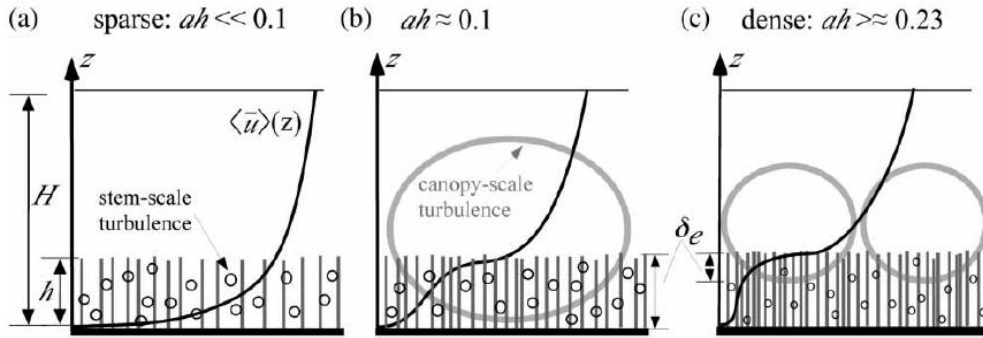 (a) sparse: ah << 0.1 (b) ah ≈ 0.1 (c) dense: ah >≈ 0.23
z z z
⟨u̅⟩(z)
H
stem-scale
turbulence
canopy-scale
turbulence
h
δe